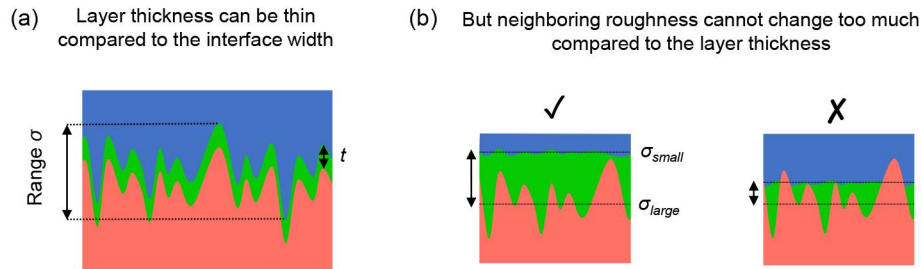 (a)
Layer thickness can be thin
compared to the interface width
Range σ
t
(b)
But neighboring roughness cannot change too much
compared to the layer thickness
✓
✗
σsmall
σlarge